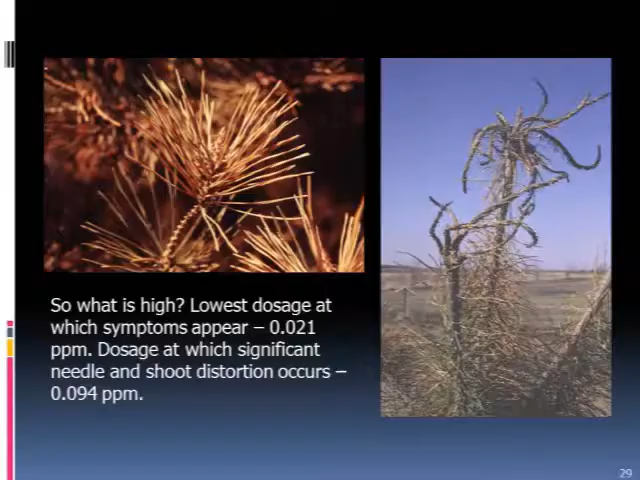 So what is high? Lowest dosage at
which symptoms appear – 0.021
ppm. Dosage at which significant
needle and shoot distortion occurs –
0.094 ppm.
29